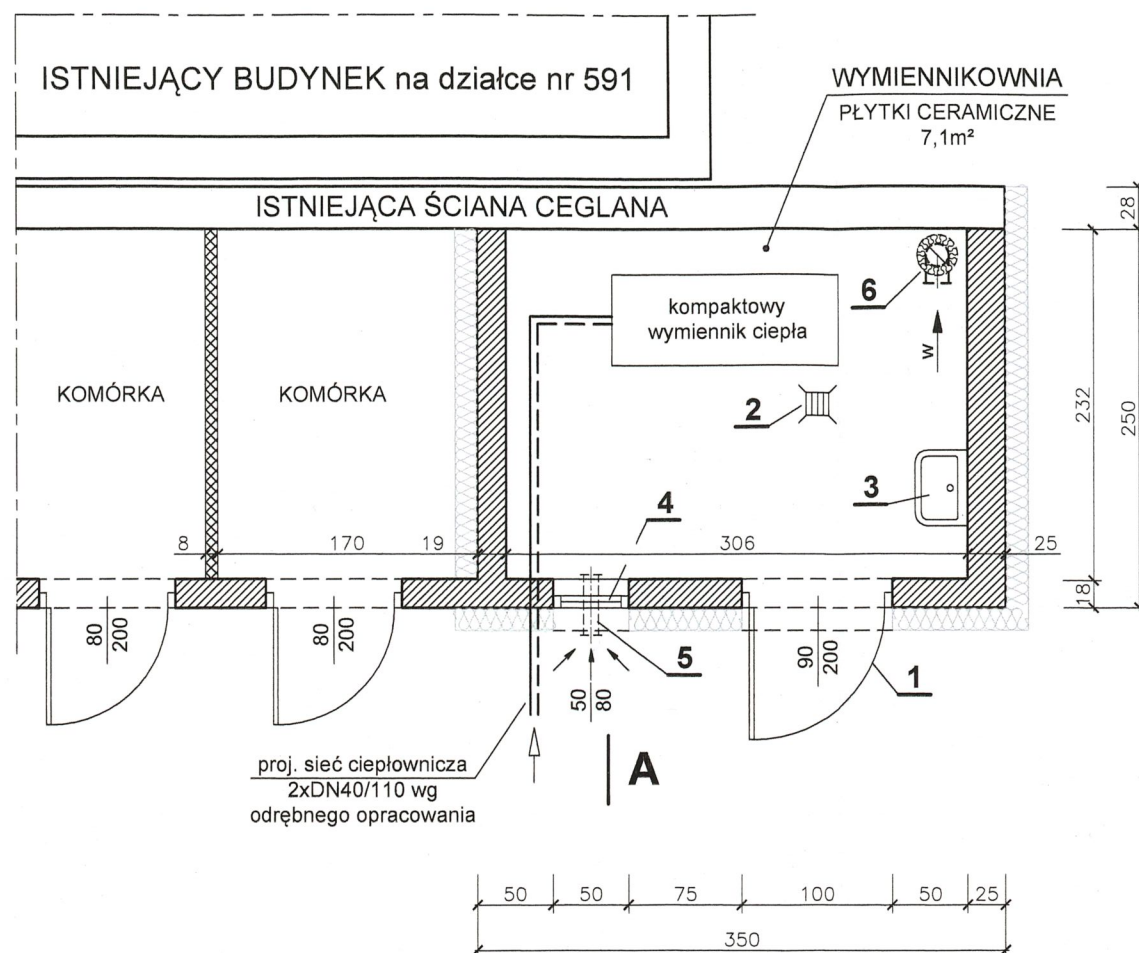 ISTNIEJĄCY BUDYNEK na działce nr 591
WYMIENNIKOWNIA
PŁYTKI CERAMICZNE
7,1m²
ISTNIEJĄCA ŚCIANA CEGLANA
28
6
kompaktowy
wymiennik ciepła
W
KOMÓRKA
KOMÓRKA
2
232
250
3
4
8
170
19
306
25
18
80
200
80
200
5
50
80
90
200
1
A
proj. sieć ciepłownicza
2xDN40/110 wg
odrębnego opracowania
50
50
75
100
50
25
350